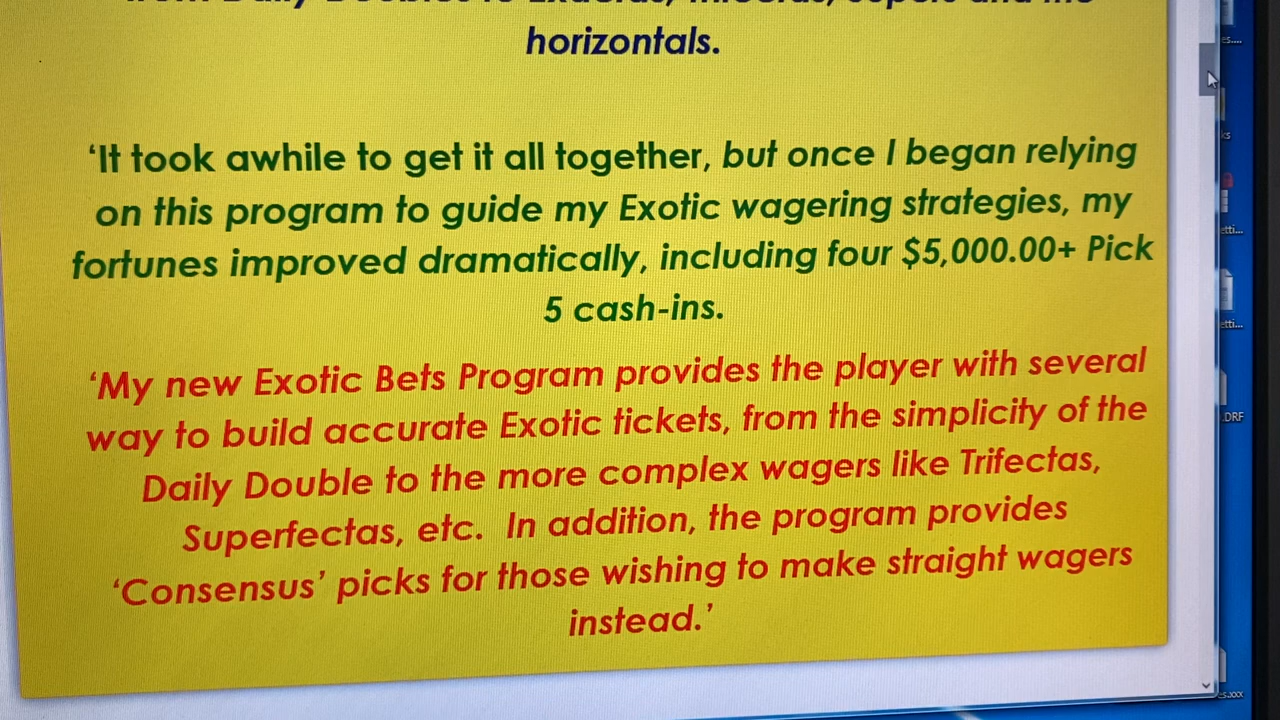 horizontals.
‘It took awhile to get it all together, but once I began relying
on this program to guide my Exotic wagering strategies, my
fortunes improved dramatically, including four $5,000.00+ Pick
5 cash-ins.
‘My new Exotic Bets Program provides the player with several
way to build accurate Exotic tickets, from the simplicity of the
Daily Double to the more complex wagers like Trifectas,
Superfectas, etc. In addition, the program provides
‘Consensus’ picks for those wishing to make straight wagers
instead.’
.DRF